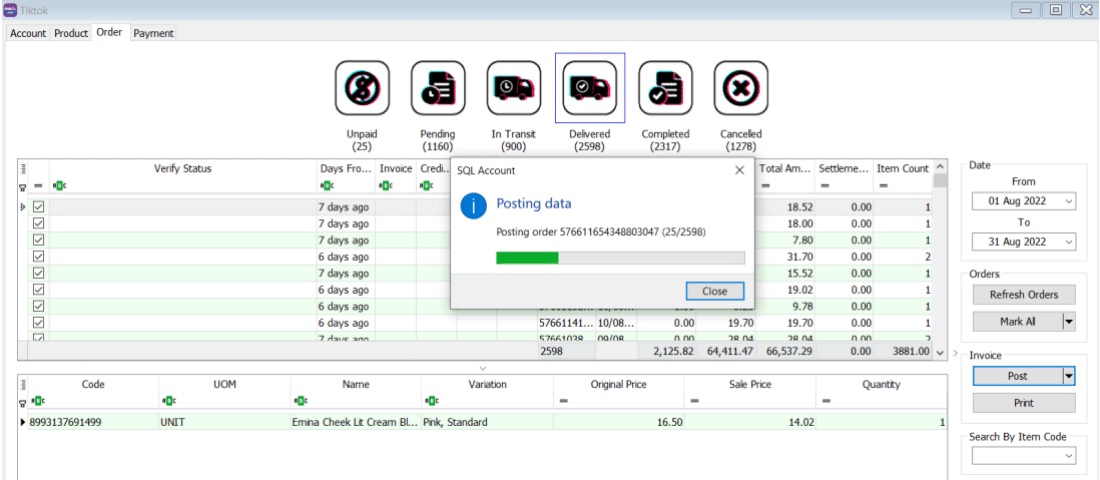 Tiktok
Account Product Order Payment
Unpaid
(25)
Pending
(1160)
In Transit
(900)
Delivered
(2598)
Completed
(2317)
Cancelled
(1278)
Verify Status Days Fro... Invoice Credi... Total Am... Settleme... Item Count
7 days ago 18.52 0.00 1
7 days ago 18.00 0.00 1
7 days ago 7.80 0.00 1
6 days ago 31.70 0.00 2
7 days ago 15.52 0.00 1
6 days ago 19.02 0.00 1
6 days ago 9.78 0.00 1
6 days ago 57661141... 10/08... 0.00 19.70 19.70 0.00 1
7 days ago 57661038 09/08 0.00 28.04 28.04 0.00 2
2598 2,125.82 64,411.47 66,537.29 0.00 3881.00
SQL Account
Posting data
Posting order 576611654348803047 (25/2598)
Close
Code UOM Name Variation Original Price Sale Price Quantity
8993137691499 UNIT Emina Cheek Lit Cream Bl... Pink, Standard 16.50 14.02 1
Date
From
01 Aug 2022
To
31 Aug 2022
Orders
Refresh Orders
Mark All
Invoice
Post
Print
Search By Item Code